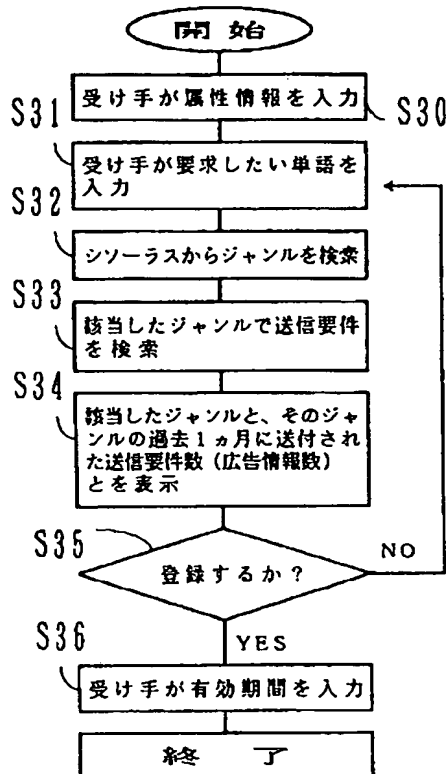 開始
受け手が属性情報を入力
S30
S31
受け手が要求したい単語を
入力
S32
シソーラスからジャンルを検索
S33
該当したジャンルで送信要件
を検索
S34
該当したジャンルと、そのジャ
ンルの過去1ヵ月に送付され
た送信要件数（広告情報数）
とを表示
S35
登録するか？
NO
YES
S36
受け手が有効期間を入力
終了